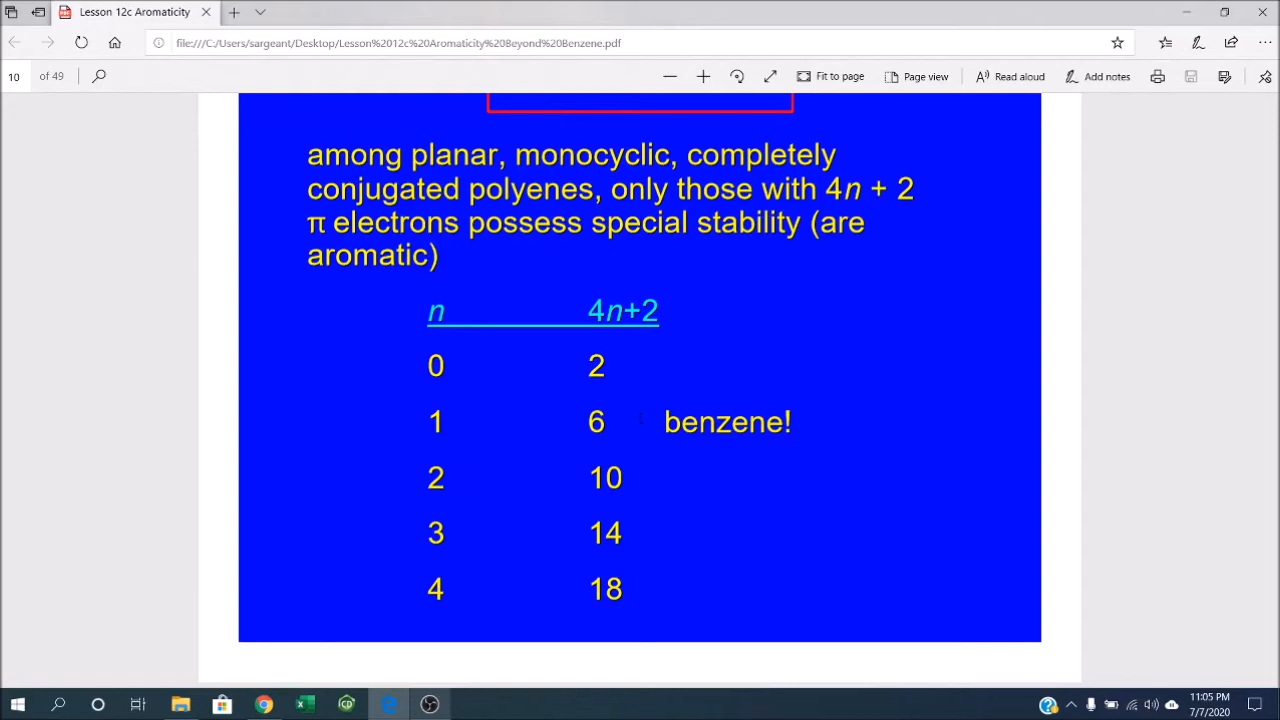 Lesson 12c Aromaticity
file:///C:/Users/sargeant/Desktop/Lesson%2012c%20Aromaticity%20Beyond%20Benzene.pdf
10 of 49 Fit to page Page view Read aloud Add notes
among planar, monocyclic, completely
conjugated polyenes, only those with 4n + 2
π electrons possess special stability (are
aromatic)
n 4n+2
0 2
1 6 benzene!
2 10
3 14
4 18
11:05 PM
7/7/2020